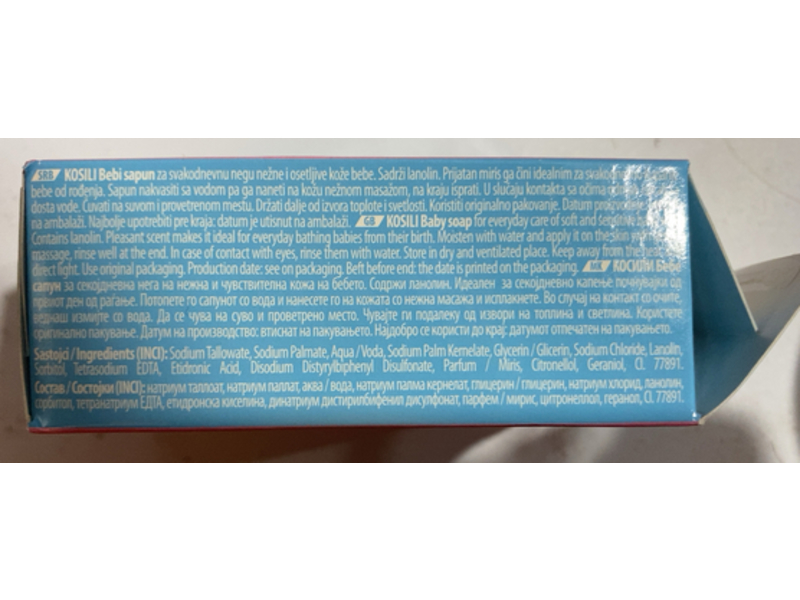 SRB KOSILI Bebi sapun za svakodnevnu negu nežne i osetljive kože bebe. Sadrži lanolin. Prijatan miris ga čini idealnim za
bebe od rođenja. Sapun nakvasiti sa vodom pa ga naneti na kožu nežnom masažom, na kraju isprati. U slučaju kontakta sa očima
dosta vode. Čuvati na suvom i provetrenom mestu. Držati dalje od izvora toplote i svetlosti. Koristiti originalno pakovanje. Datum
na ambalaži. Najbolje upotrebiti pre kraja: datum je utisnut na ambalaži. GB KOSILI Baby soap for everyday care of soft and sensitive
Contains lanolin. Pleasant scent makes it ideal for everyday bathing babies from their birth. Moisten with water and apply it on the skin
massage, rinse well at the end. In case of contact with eyes, rinse them with water. Store in dry and ventilated place. Keep away from the heat
direct light. Use original packaging. Production date: see on packaging. Beft before end: the date is printed on the packaging. MK КОСИЛИ Бебе
сапун за секојдневна нега на нежна и чувствителна кожа на бебето. Содржи ланолин. Идеален за секојдневно капење почнувајќи од
првиот ден од раѓање. Потопете го сапунот со вода и нанесете го на кожата со нежна масажа и исплакнете. Во случај на контакт со очите,
веднаш измијте со вода. Да се чува на суво и проветрено место. Чувајте ги подалеку од извори на топлина и светлина. Користете
оригинално пакување. Датум на производство: втиснат на пакувањето. Најдобро се користи до крај: датумот отпечатен на пакувањето.
Sastojci / Ingredients (INCI): Sodium Tallowate, Sodium Palmate, Aqua / Voda, Sodium Palm Kernelate, Glycerin / Glicerin, Sodium Chloride, Lanolin,
Sorbitol, Tetrasodium EDTA, Etidronic Acid, Disodium Distyrylbiphenyl Disulfonate, Parfum / Miris, Citronellol, Geraniol, CI. 77891.
Состав / Состојки (INCI): натриум таллоат, натриум палмат, аква / вода, натриум палма кернелат, глицерин / глицерин, натриум хлорид, ланолин,
сорбитол, тетранатриум ЕДТА, етидронска киселина, динатриум дистирилбифенил дисулфонат, парфем / мирис, цитронеллол, геранол, CI. 77891.